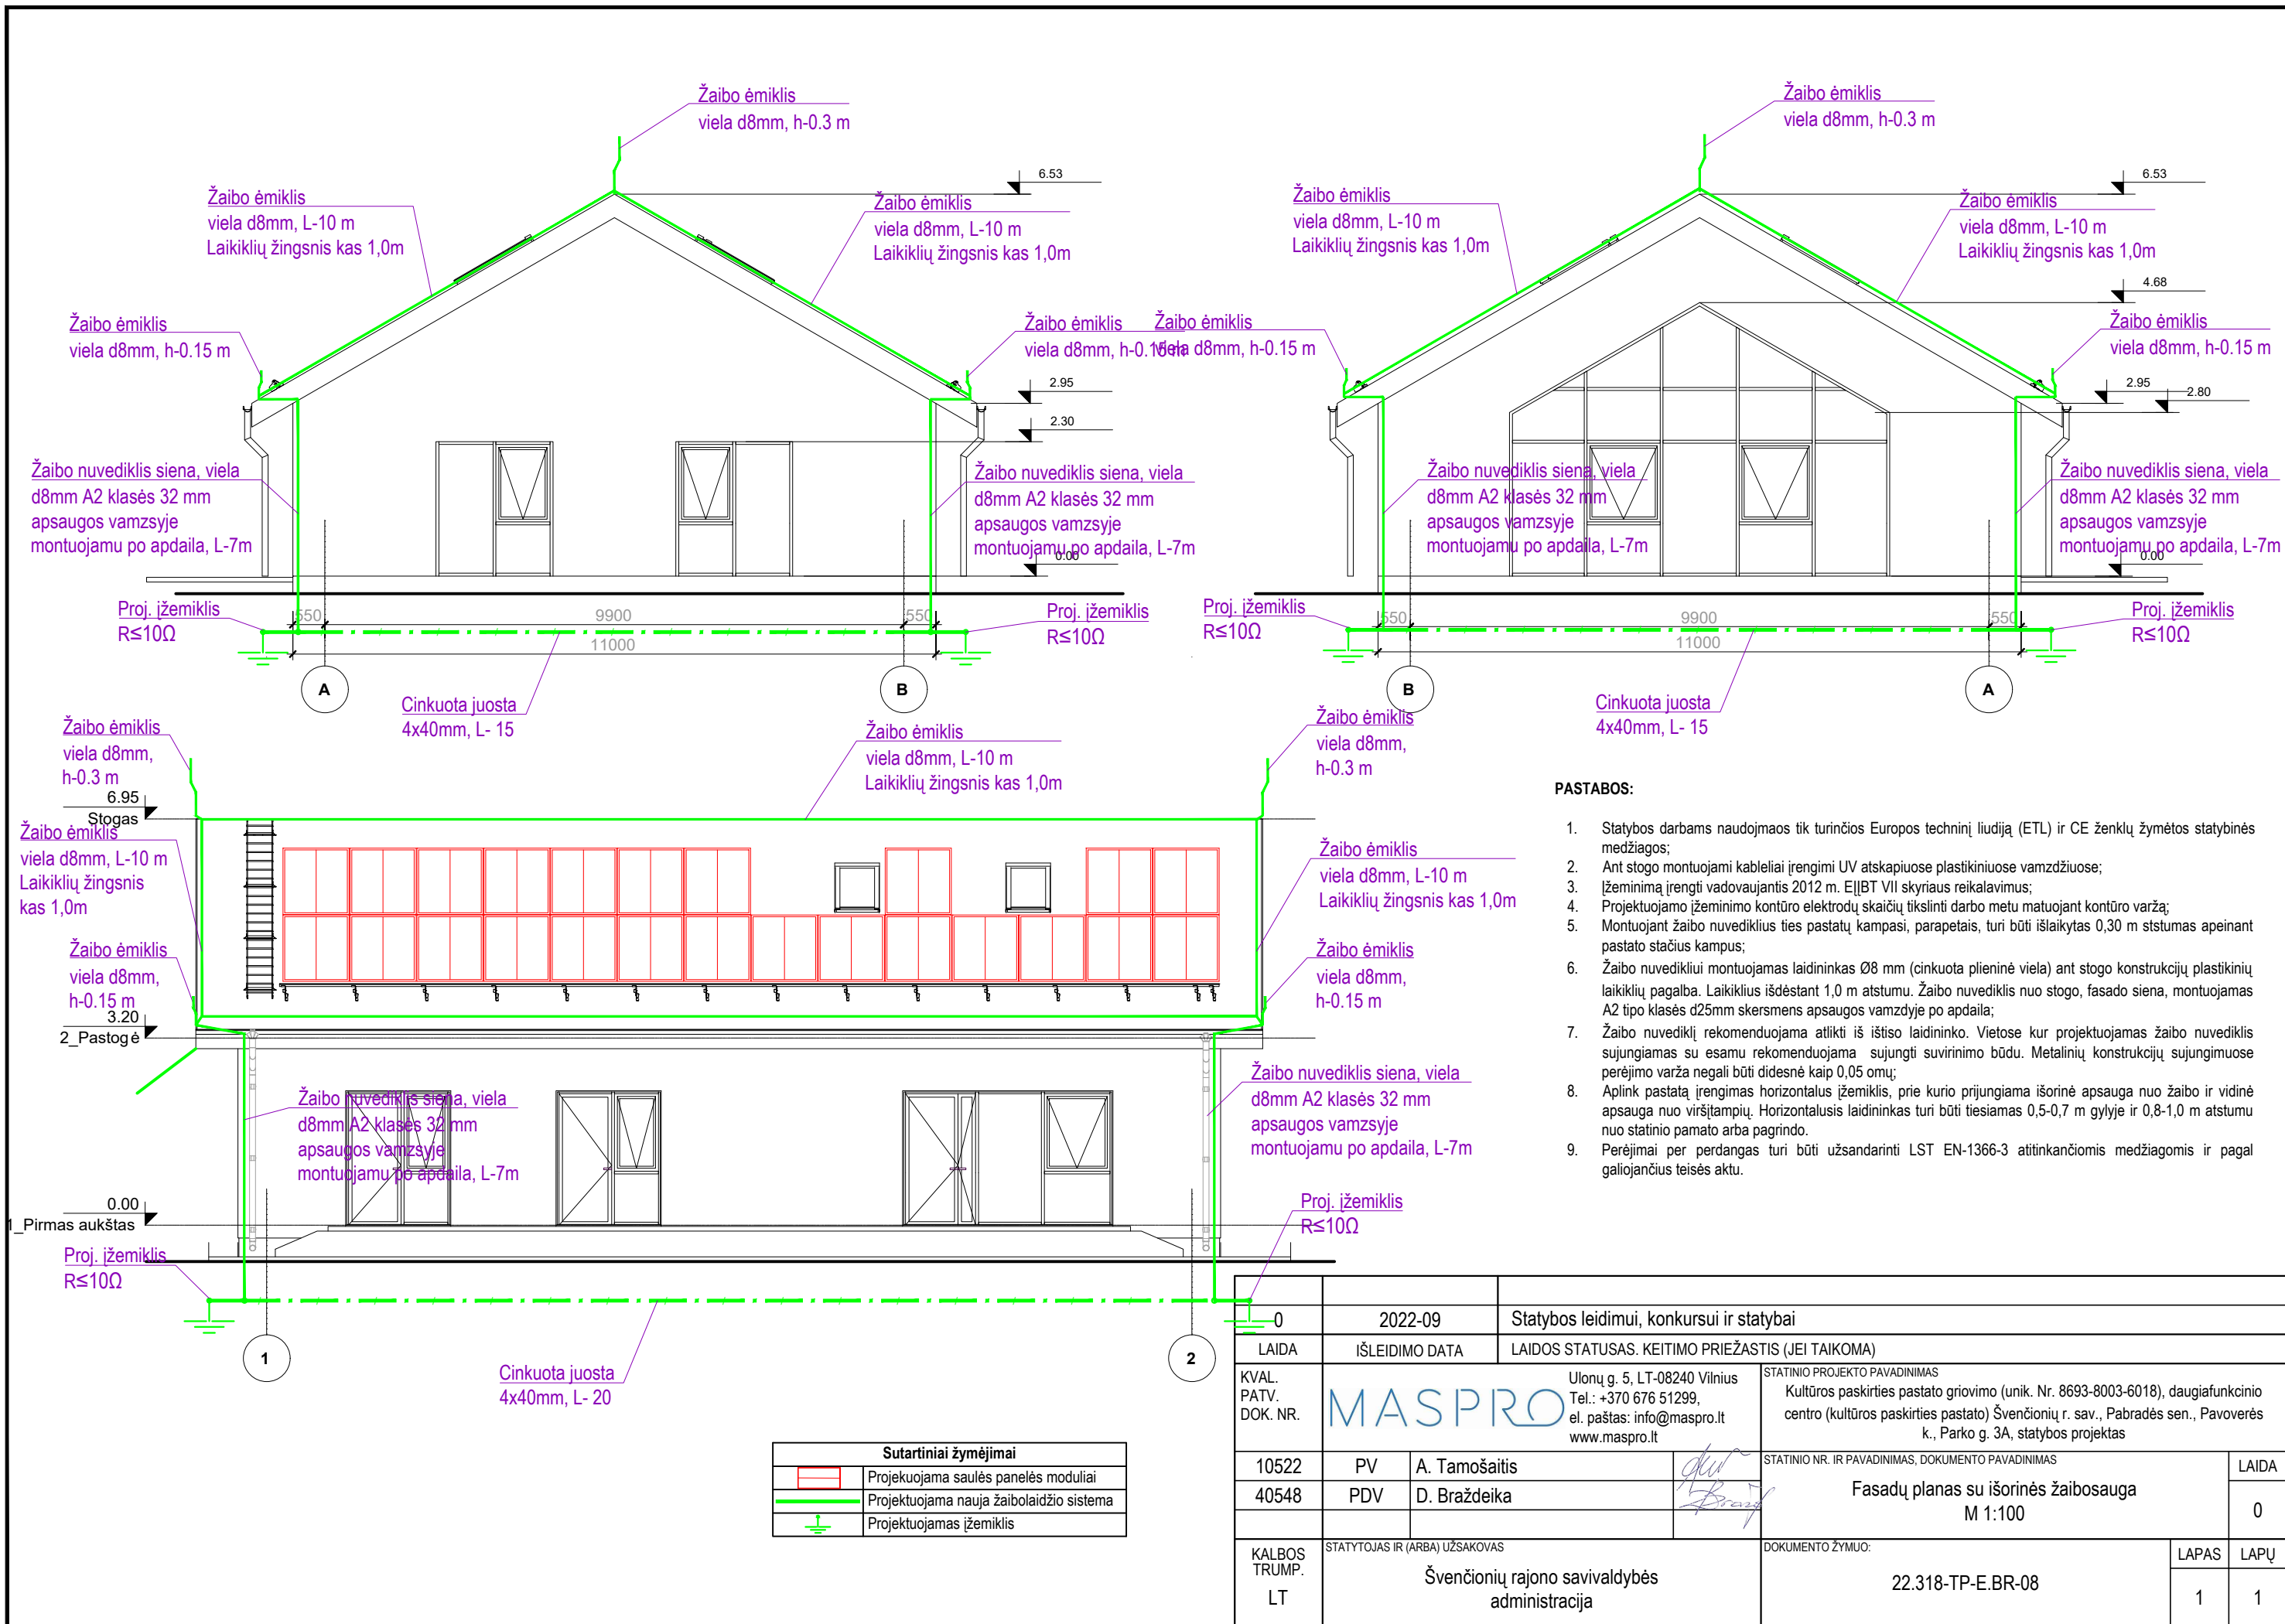 Žaibo ėmiklis
viela d8mm, h-0.3 m
Žaibo ėmiklis
viela d8mm, L-10 m
Laikiklių žingsnis kas 1,0m
6.53
Žaibo ėmiklis
viela d8mm, L-10 m
Laikiklių žingsnis kas 1,0m
Žaibo ėmiklis
viela d8mm, h-0.15 m
Žaibo ėmiklis
viela d8mm, h-0.15 m
2.95
2.30
Žaibo nuvediklis siena, viela
d8mm A2 klasės 32 mm
apsaugos vamzsyje
montuojamu po apdaila, L-7m
Žaibo nuvediklis siena, viela
d8mm A2 klasės 32 mm
apsaugos vamzsyje
montuojamu po apdaila, L-7m
0.00
Proj. įžemiklis
R≤10Ω
550
9900
550
11000
Proj. įžemiklis
R≤10Ω
A
B
Cinkuota juosta
4x40mm, L- 15
Žaibo ėmiklis
viela d8mm, h-0.3 m
Žaibo ėmiklis
viela d8mm, L-10 m
Laikiklių žingsnis kas 1,0m
6.53
Žaibo ėmiklis
viela d8mm, L-10 m
Laikiklių žingsnis kas 1,0m
4.68
Žaibo ėmiklis
viela d8mm, h-0.15 m
Žaibo ėmiklis
viela d8mm, h-0.15 m
2.95
2.80
Žaibo nuvediklis siena, viela
d8mm A2 klasės 32 mm
apsaugos vamzsyje
montuojamu po apdaila, L-7m
Žaibo nuvediklis siena, viela
d8mm A2 klasės 32 mm
apsaugos vamzsyje
montuojamu po apdaila, L-7m
0.00
Proj. įžemiklis
R≤10Ω
550
9900
550
11000
Proj. įžemiklis
R≤10Ω
B
A
Cinkuota juosta
4x40mm, L- 15
Žaibo ėmiklis
viela d8mm,
h-0.3 m
6.95
Stogas
Žaibo ėmiklis
viela d8mm, L-10 m
Laikiklių žingsnis kas 1,0m
Žaibo ėmiklis
viela d8mm,
h-0.3 m
Žaibo ėmiklis
viela d8mm, L-10 m
Laikiklių žingsnis
kas 1,0m
Žaibo ėmiklis
viela d8mm, L-10 m
Laikiklių žingsnis kas 1,0m
Žaibo ėmiklis
viela d8mm,
h-0.15 m
Žaibo ėmiklis
viela d8mm,
h-0.15 m
3.20
2_Pastogė
Žaibo nuvediklis siena, viela
d8mm A2 klasės 32 mm
apsaugos vamzsyje
montuojamu po apdaila, L-7m
Žaibo nuvediklis siena, viela
d8mm A2 klasės 32 mm
apsaugos vamzsyje
montuojamu po apdaila, L-7m
0.00
1_Pirmas aukštas
Proj. įžemiklis
R≤10Ω
Proj. įžemiklis
R≤10Ω
1
2
Cinkuota juosta
4x40mm, L- 20
PASTABOS:
1. Statybos darbams naudojmaos tik turinčios Europos techninį liudiją (ETL) ir CE ženklų žymėtos statybinės
medžiagos;
2. Ant stogo montuojami kableliai įrengimi UV atskapiuose plastikiniuose vamzdžiuose;
3. Įžeminimą įrengti vadovaujantis 2012 m. EĮĮBT VII skyriaus reikalavimus;
4. Projektuojamo įžeminimo kontūro elektrodų skaičių tikslinti darbo metu matuojant kontūro varžą;
5. Montuojant žaibo nuvediklius ties pastatų kampasi, parapetais, turi būti išlaikytas 0,30 m ststumas apeinant
pastato stačius kampus;
6. Žaibo nuvedikliui montuojamas laidininkas Ø8 mm (cinkuota plieninė viela) ant stogo konstrukcijų plastikinių
laikiklių pagalba. Laikiklius išdėstant 1,0 m atstumu. Žaibo nuvediklis nuo stogo, fasado siena, montuojamas
A2 tipo klasės d25mm skersmens apsaugos vamzdyje po apdaila;
7. Žaibo nuvediklį rekomenduojama atlikti iš ištiso laidininko. Vietose kur projektuojamas žaibo nuvediklis
sujungiamas su esamu rekomenduojama sujungti suvirinimo būdu. Metalinių konstrukcijų sujungimuose
perėjimo varža negali būti didesnė kaip 0,05 omų;
8. Aplink pastatą įrengimas horizontalus įžemiklis, prie kurio prijungiama išorinė apsauga nuo žaibo ir vidinė
apsauga nuo viršįtampių. Horizontalusis laidininkas turi būti tiesiamas 0,5-0,7 m gylyje ir 0,8-1,0 m atstumu
nuo statinio pamato arba pagrindo.
9. Perėjimai per perdangas turi būti užsandarinti LST EN-1366-3 atitinkančiomis medžiagomis ir pagal
galiojančius teisės aktu.
Sutartiniai žymėjimai
Projekuojama saulės panelės moduliai
Projektuojama nauja žaibolaidžio sistema
Projektuojamas įžemiklis
0
2022-09
Statybos leidimui, konkursui ir statybai
LAIDA
IŠLEIDIMO DATA
LAIDOS STATUSAS. KEITIMO PRIEŽASTIS (JEI TAIKOMA)
KVAL.
PATV.
DOK. NR.
MASPRO
Ulonų g. 5, LT-08240 Vilnius
Tel.: +370 676 51299,
el. paštas: info@maspro.lt
www.maspro.lt
STATINIO PROJEKTO PAVADINIMAS
Kultūros paskirties pastato griovimo (unik. Nr. 8693-8003-6018), daugiafunkcinio
centro (kultūros paskirties pastato) Švenčionių r. sav., Pabradės sen., Pavoverės
k., Parko g. 3A, statybos projektas
10522
PV
A. Tamošaitis
40548
PDV
D. Braždeika
STATINIO NR. IR PAVADINIMAS, DOKUMENTO PAVADINIMAS
Fasadų planas su išorinės žaibosauga
M 1:100
LAIDA
0
KALBOS
TRUMP.
LT
STATYTOJAS IR (ARBA) UŽSAKOVAS
Švenčionių rajono savivaldybės
administracija
DOKUMENTO ŽYMUO:
22.318-TP-E.BR-08
LAPAS
LAPŲ
1
1